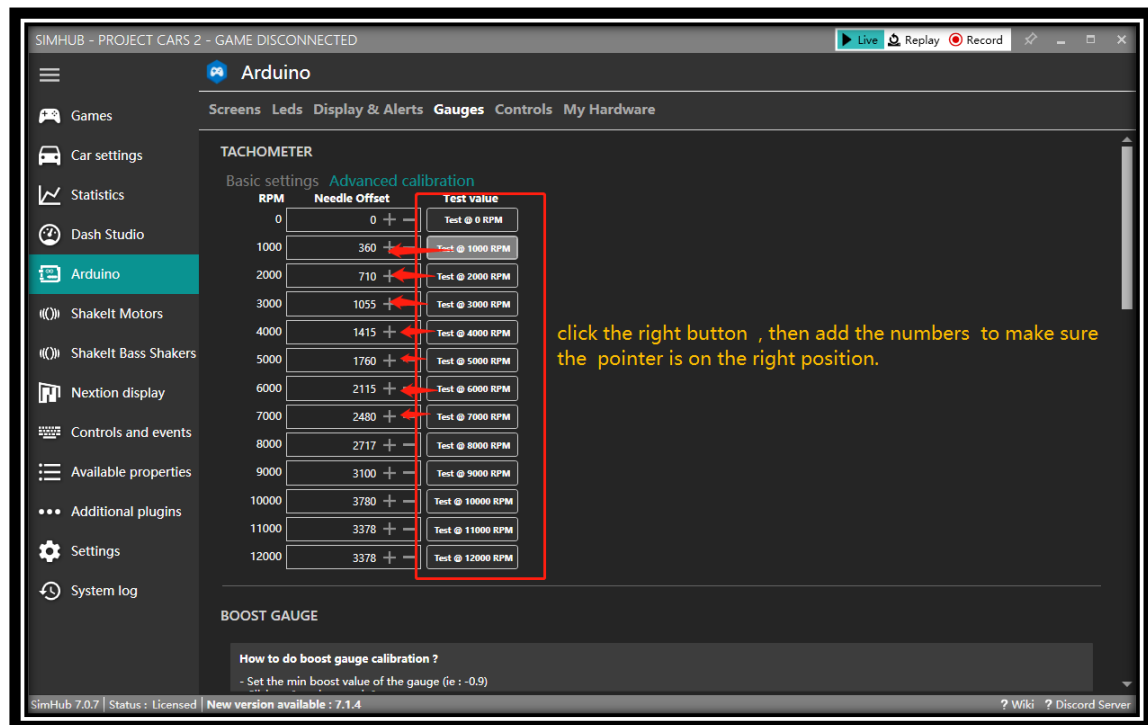 SIMHUB - PROJECT CARS 2 - GAME DISCONNECTED
Live Replay Record
Arduino
Games
Car settings
Statistics
Dash Studio
Arduino
ShakeIt Motors
ShakeIt Bass Shakers
Nextion display
Controls and events
Available properties
Additional plugins
Settings
System log
Screens Leds Display & Alerts Gauges Controls My Hardware
TACHOMETER
Basic settings Advanced calibration
RPM Needle Offset Test value
0 0 Test @ 0 RPM
1000 360 Test @ 1000 RPM
2000 710 Test @ 2000 RPM
3000 1055 Test @ 3000 RPM
4000 1415 Test @ 4000 RPM
5000 1760 Test @ 5000 RPM
6000 2115 Test @ 6000 RPM
7000 2480 Test @ 7000 RPM
8000 2717 Test @ 8000 RPM
9000 3100 Test @ 9000 RPM
10000 3780 Test @ 10000 RPM
11000 3378 Test @ 11000 RPM
12000 3378 Test @ 12000 RPM
click the right button , then add the numbers to make sure
the pointer is on the right position.
BOOST GAUGE
How to do boost gauge calibration ?
- Set the min boost value of the gauge (ie : -0.9)
SimHub 7.0.7 | Status : Licensed | New version available : 7.1.4
? Wiki ? Discord Server